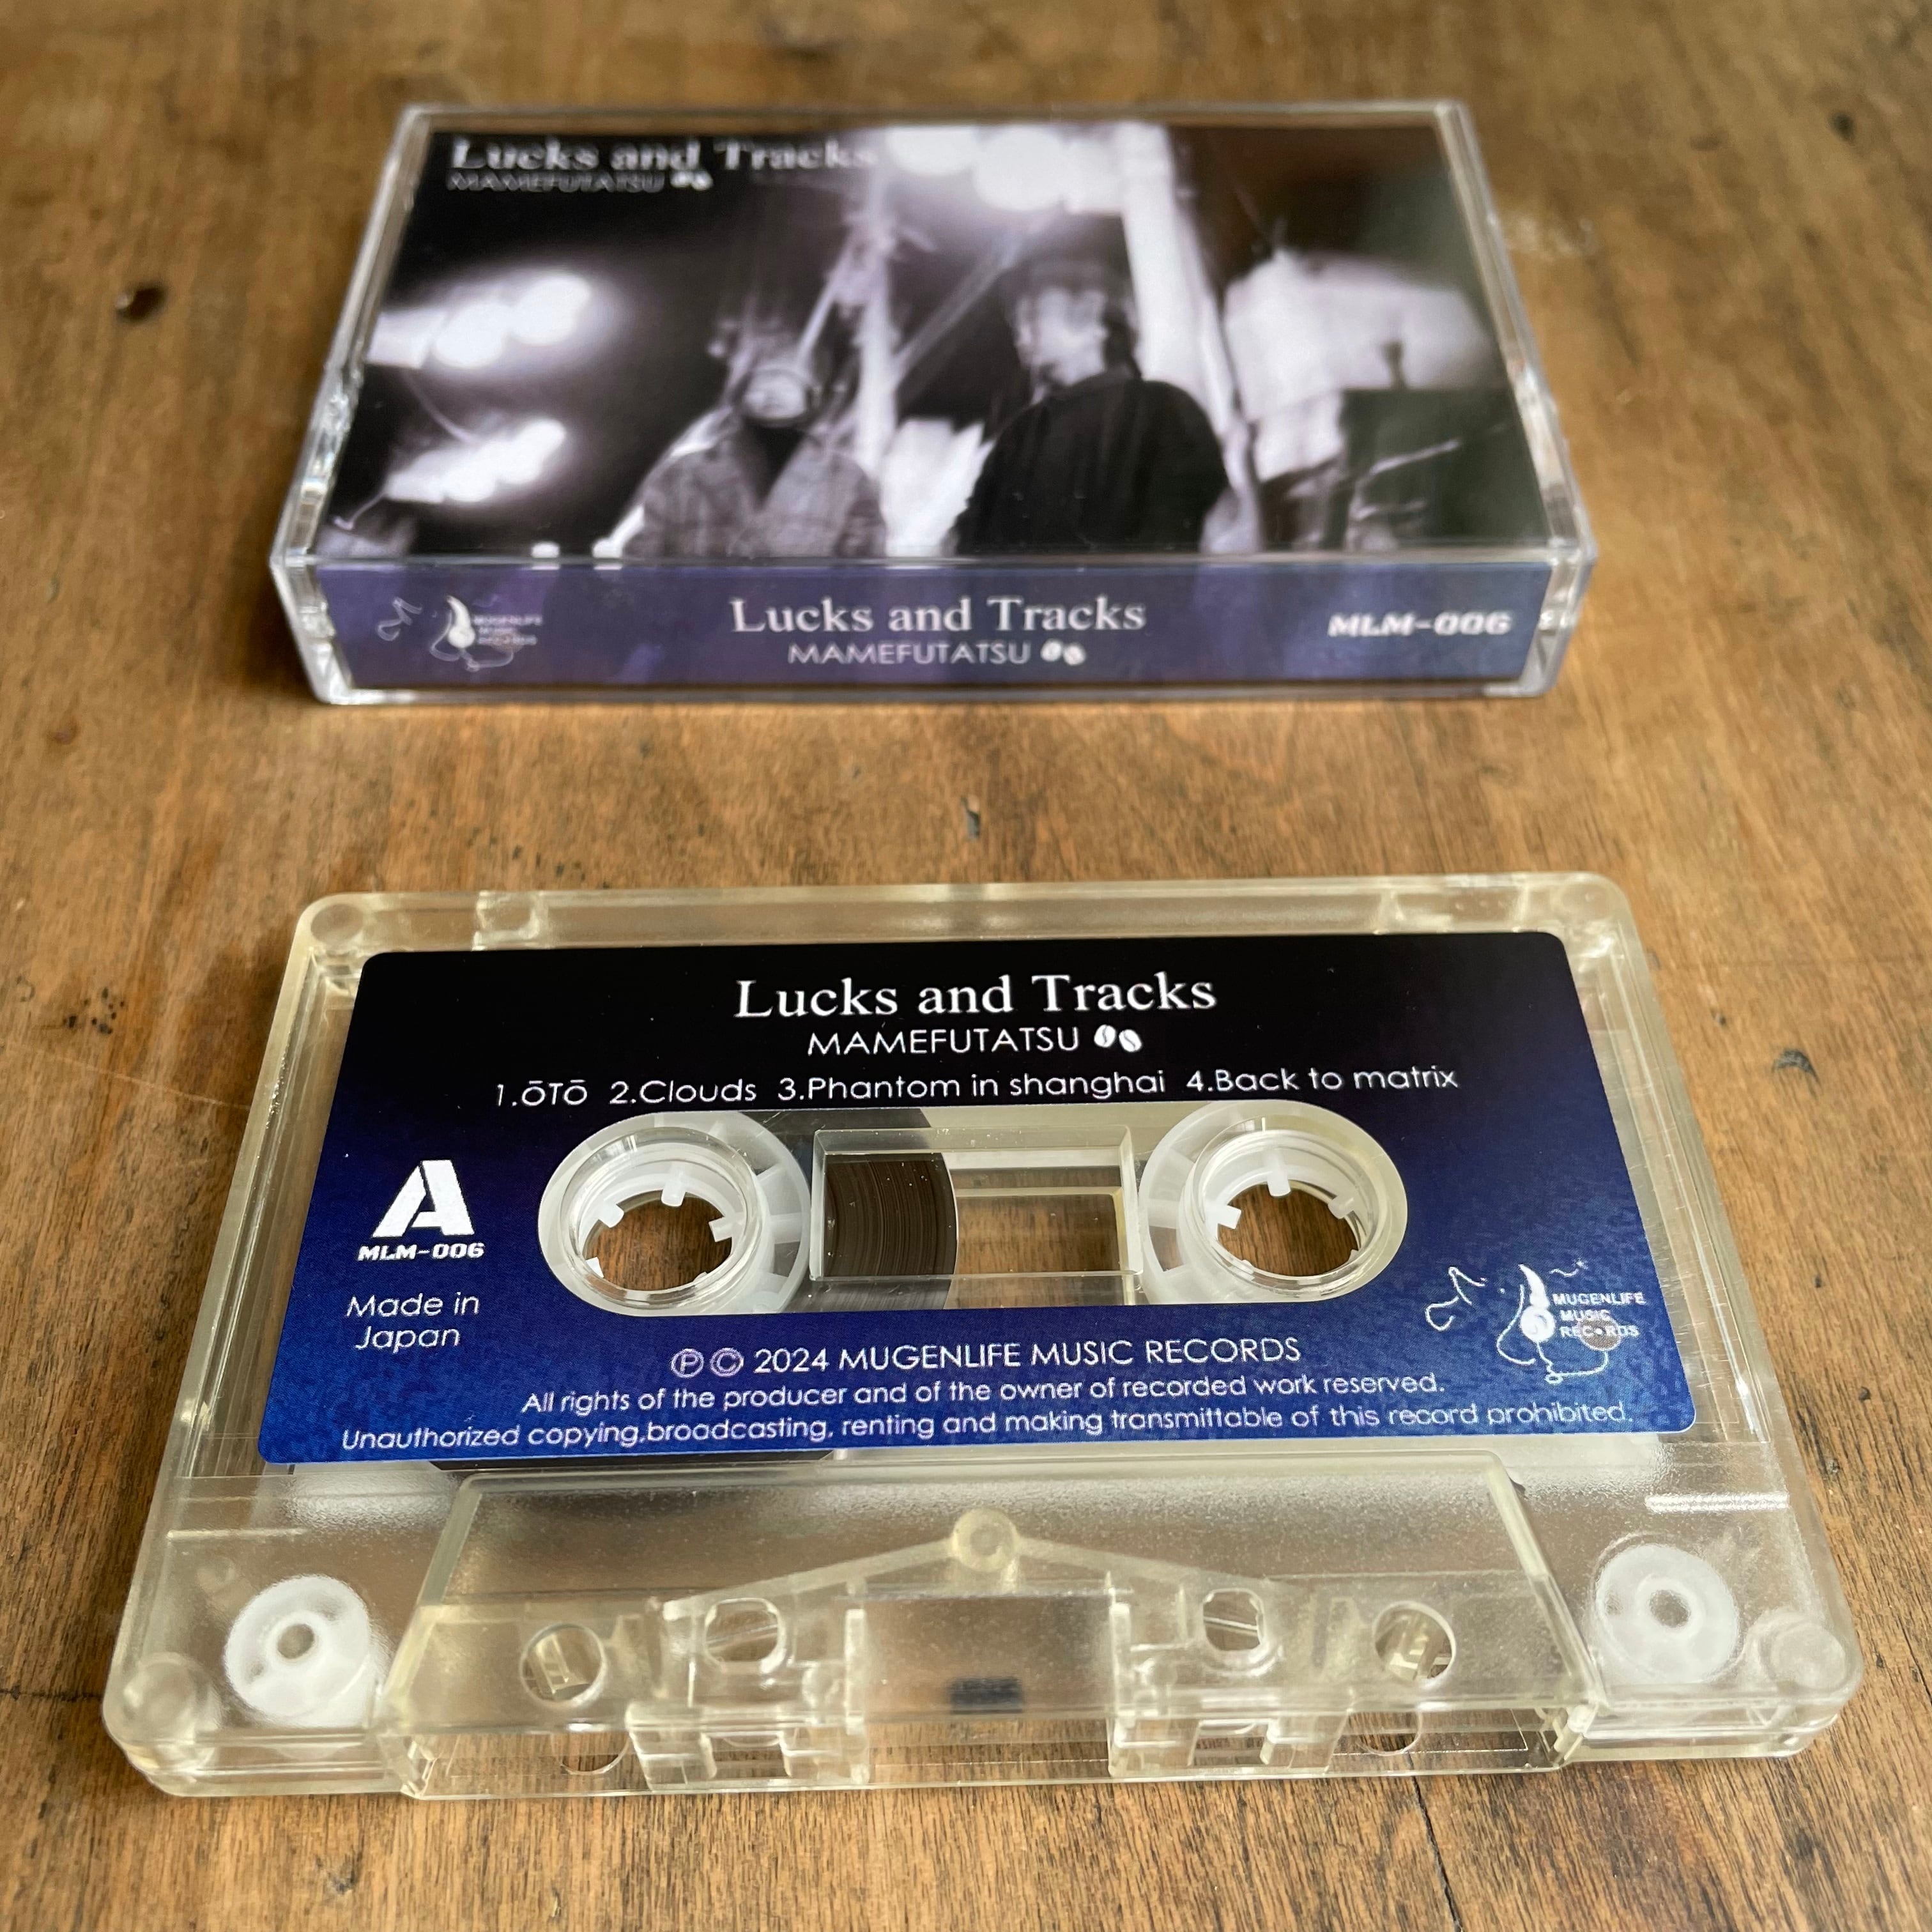 Lucks and Tracks
MAMEFUTATSU
MUGENLIFE
MUSIC
RECORDS
Lucks and Tracks
MAMEFUTATSU
MLM-006
Lucks and Tracks
MAMEFUTATSU
1.ōTō 2.Clouds 3.Phantom in shanghai 4.Back to matrix
A
MLM-006
Made in
Japan
MUGENLIFE
MUSIC
RECORDS
Ⓟ© 2024 MUGENLIFE MUSIC RECORDS
All rights of the producer and of the owner of recorded work reserved.
Unauthorized copying,broadcasting, renting and making transmittable of this record prohibited.